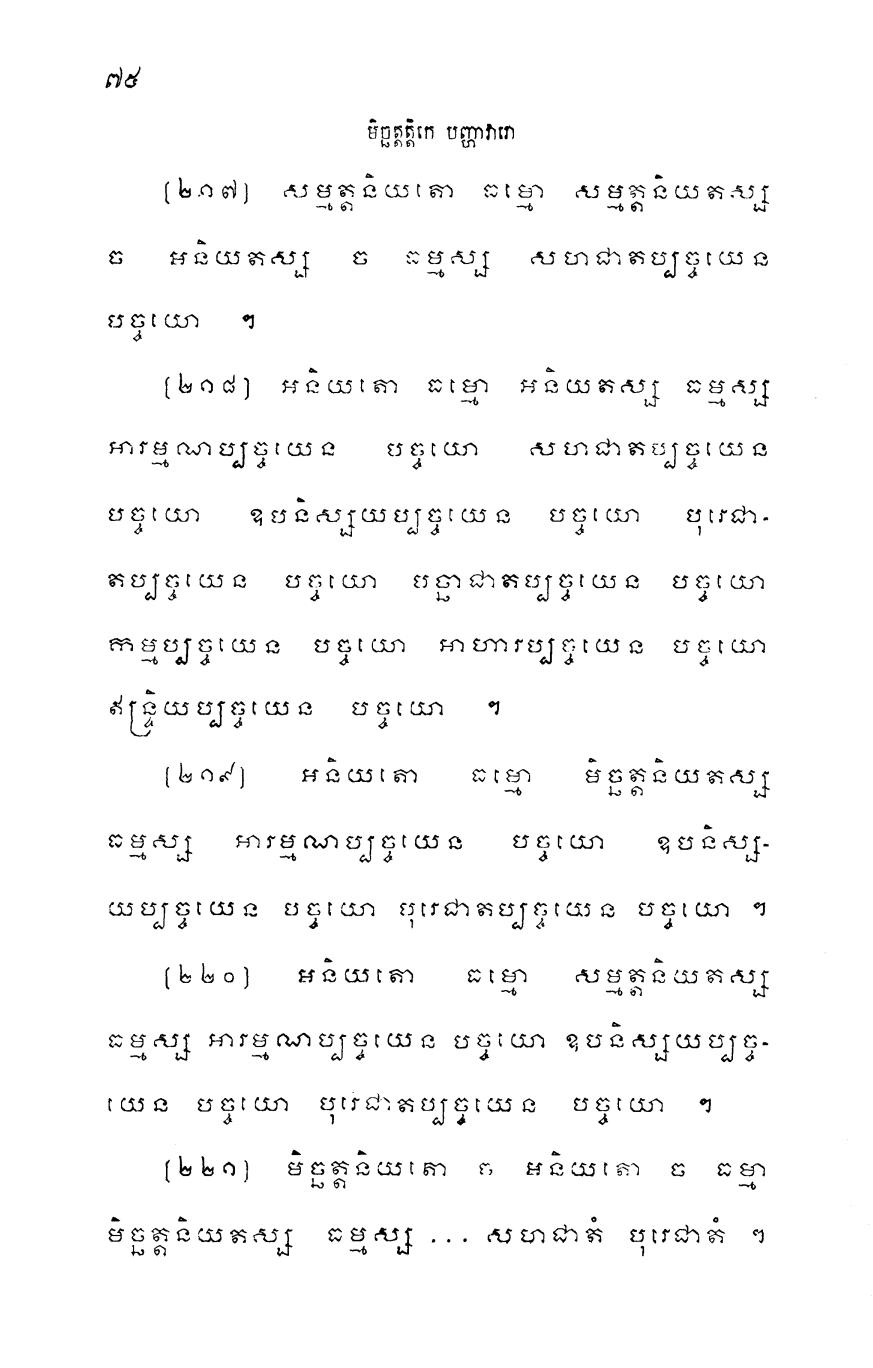 ៧៥
មិច្ឆត្តត្តិកេ បញ្ហាវារោ
[២១៧] សម្មត្តនិយតោ ធម្មោ សម្មត្តនិយតស្ស
ច អនិយតស្ស ច ធម្មស្ស សហជាតប្បច្ចយេន
បច្ចយោ ។
[២១៨] អនិយតោ ធម្មោ អនិយតស្ស ធម្មស្ស
អារម្មណប្បច្ចយេន បច្ចយោ សហជាតប្បច្ចយេន
បច្ចយោ ឧបនិស្សយប្បច្ចយេន បច្ចយោ បុរេជា-
តប្បច្ចយេន បច្ចយោ បច្ឆាជាតប្បច្ចយេន បច្ចយោ
កម្មប្បច្ចយេន បច្ចយោ អាហារប្បច្ចយេន បច្ចយោ
ឥន្ទ្រិយប្បច្ចយេន បច្ចយោ ។
[២១៩] អនិយតោ ធម្មោ មិច្ឆត្តនិយតស្ស
ធម្មស្ស អារម្មណប្បច្ចយេន បច្ចយោ ឧបនិស្ស-
យប្បច្ចយេន បច្ចយោ បុរេជាតប្បច្ចយេន បច្ចយោ ។
[២២០] អនិយតោ ធម្មោ សម្មត្តនិយតស្ស
ធម្មស្ស អារម្មណប្បច្ចយេន បច្ចយោ ឧបនិស្សយប្បច្ច-
យេន បច្ចយោ បុរេជាតប្បច្ចយេន បច្ចយោ ។
[២២១] មិច្ឆត្តនិយតោ ច អនិយតោ ច ធម្មា
មិច្ឆត្តនិយតស្ស ធម្មស្ស ... សហជាតំ បុរេជាតំ ។